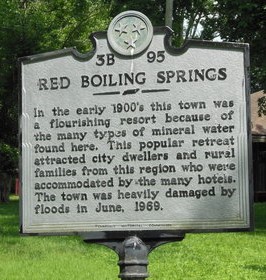 3B 95
RED BOILING SPRINGS
In the early 1900's this town was
a flourishing resort because of
the many types of mineral water
found here. This popular retreat
attracted city dwellers and rural
families from this region who were
accommodated by the many hotels.
The town was heavily damaged by
floods in June, 1969.